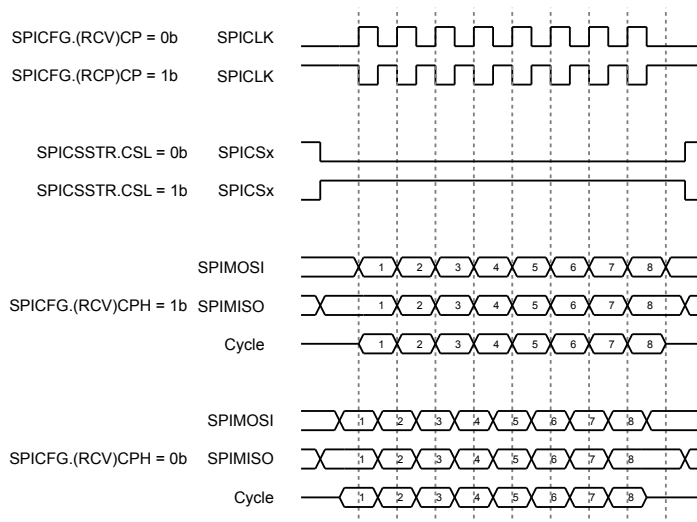 SPICFG.(RCV)CP = 0b SPICLK
SPICFG.(RCP)CP = 1b SPICLK
SPICSSTR.CSL = 0b SPICSx
SPICSSTR.CSL = 1b SPICSx
SPIMOSI 1 2 3 4 5 6 7 8
SPICFG.(RCV)CPH = 1b SPIMISO 1 2 3 4 5 6 7 8
Cycle 1 2 3 4 5 6 7 8
SPIMOSI 1 2 3 4 5 6 7 8
SPICFG.(RCV)CPH = 0b SPIMISO 1 2 3 4 5 6 7 8
Cycle 1 2 3 4 5 6 7 8